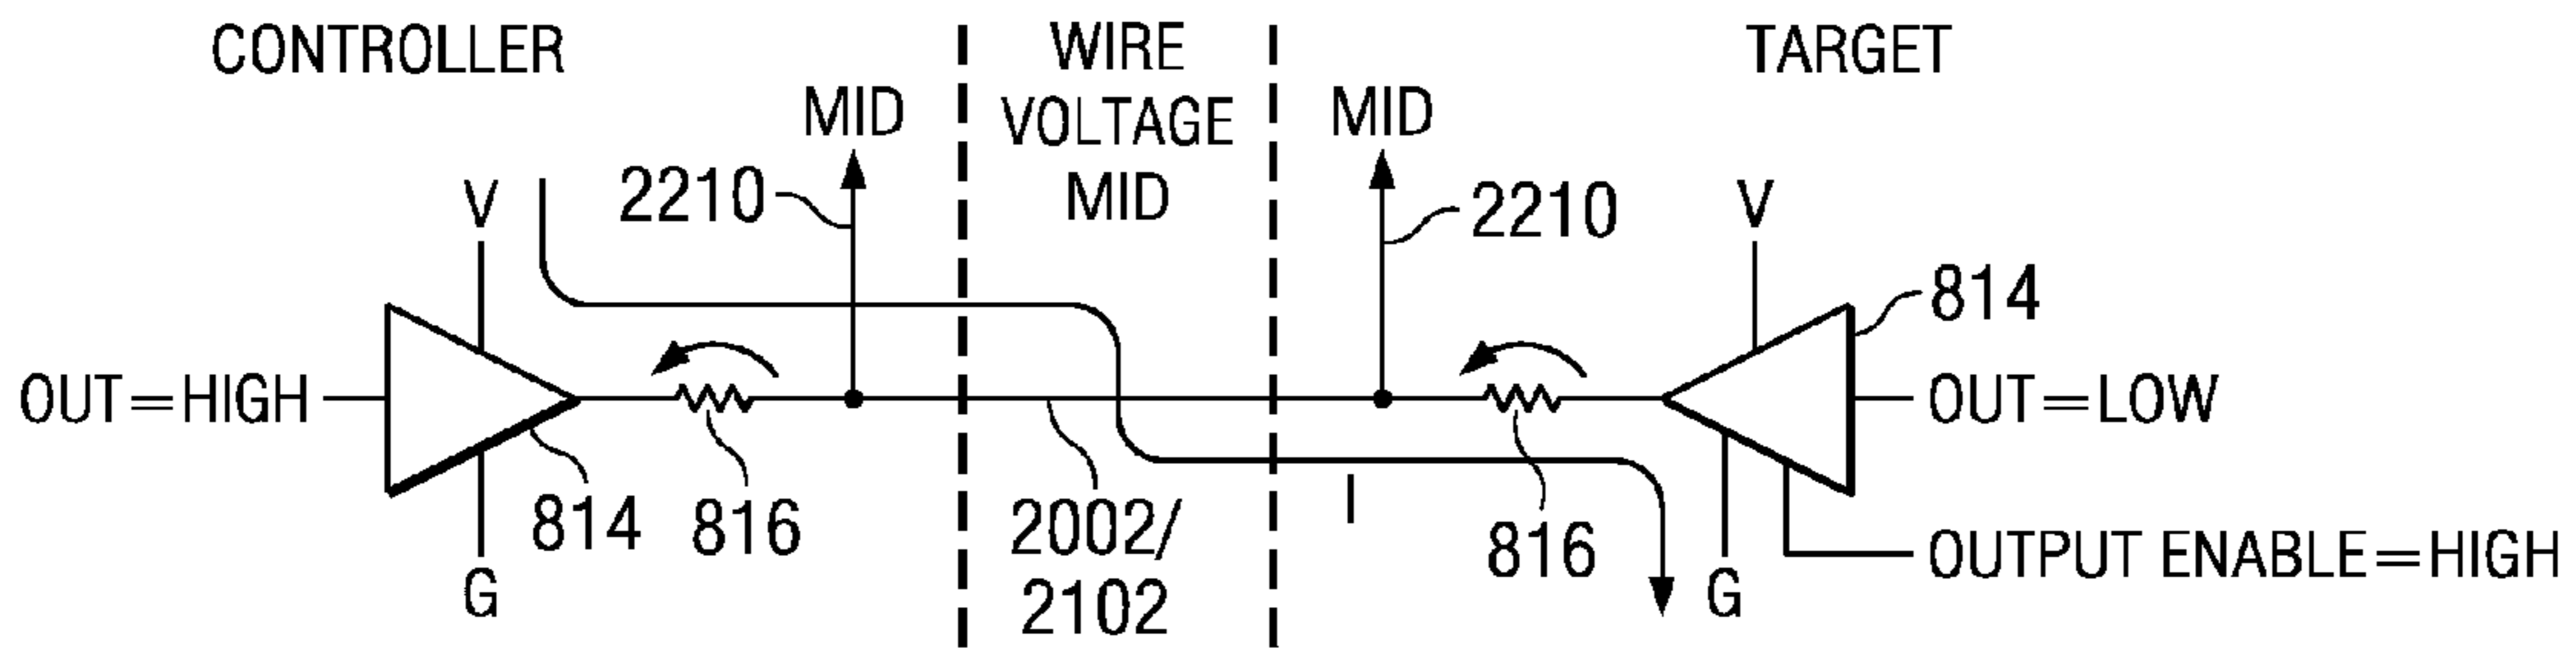 CONTROLLER
WIRE
VOLTAGE
MID
TARGET
MID
MID
V
2210
2210
V
814
OUT=HIGH
OUT=LOW
814
816
2002/
2102
I
816
OUTPUT ENABLE=HIGH
G
G